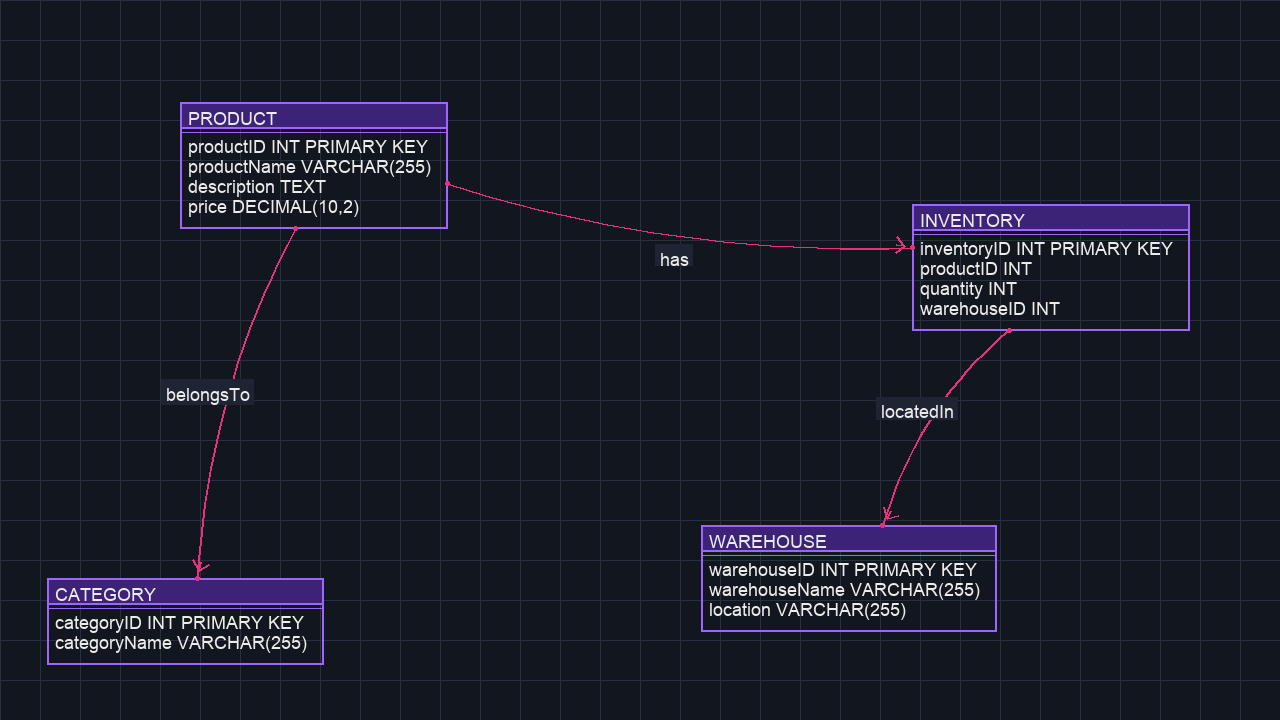 PRODUCT
productID INT PRIMARY KEY
productName VARCHAR(255)
description TEXT
price DECIMAL(10,2)
has
INVENTORY
inventoryID INT PRIMARY KEY
productID INT
quantity INT
warehouseID INT
belongsTo
locatedIn
WAREHOUSE
warehouseID INT PRIMARY KEY
warehouseName VARCHAR(255)
location VARCHAR(255)
CATEGORY
categoryID INT PRIMARY KEY
categoryName VARCHAR(255)